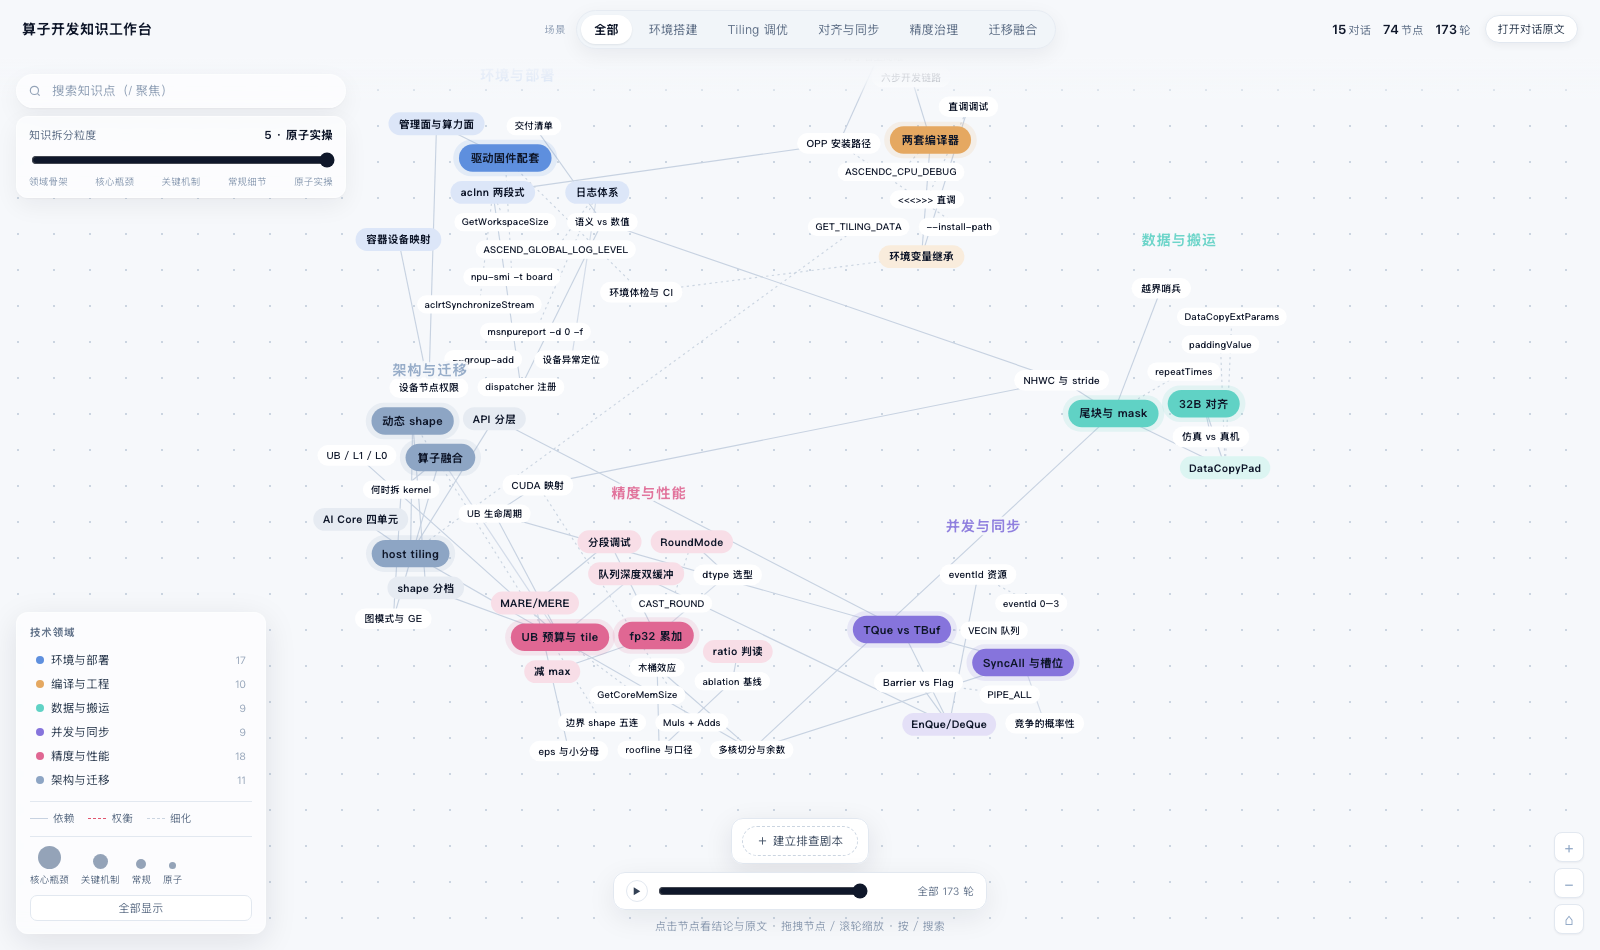 算子开发知识工作台
场景
全部
环境搭建
Tiling 调优
对齐与同步
精度治理
迁移融合
15 对话 74 节点 173 轮
打开对话原文
搜索知识点（/ 聚焦）
知识拆分粒度
5 · 原子实操
领域骨架
核心瓶颈
关键机制
常规细节
原子实操
环境与部署
管理面与算力面
交付清单
驱动固件配套
aclnn 两段式
日志体系
GetWorkspaceSize
语义 vs 数值
容器设备映射
ASCEND_GLOBAL_LOG_LEVEL
npu-smi -t board
环境体检与 CI
aclrtSynchronizeStream
msnpureport -d 0 -f
--group-add
设备异常定位
六步开发链路
直调调试
OPP 安装路径
两套编译器
ASCENDC_CPU_DEBUG
<<<>>> 直调
GET_TILING_DATA
--install-path
环境变量继承
数据与搬运
越界哨兵
DataCopyExtParams
paddingValue
repeatTimes
NHWC 与 stride
尾块与 mask
32B 对齐
仿真 vs 真机
DataCopyPad
架构与迁移
设备节点权限
dispatcher 注册
动态 shape
API 分层
UB / L1 / L0
算子融合
何时拆 kernel
CUDA 映射
UB 生命周期
AI Core 四单元
host tiling
shape 分档
图模式与 GE
精度与性能
分段调试
RoundMode
队列深度双缓冲
dtype 选型
MARE/MERE
CAST_ROUND
UB 预算与 tile
fp32 累加
ratio 判读
减 max
木桶效应
ablation 基线
GetCoreMemSize
边界 shape 五连
Muls + Adds
eps 与小分母
roofline 与口径
多核切分与余数
并发与同步
eventId 资源
eventId 0–3
TQue vs TBuf
VECIN 队列
SyncAll 与槽位
Barrier vs Flag
PIPE_ALL
EnQue/DeQue
竞争的概率性
技术领域
环境与部署 17
编译与工程 10
数据与搬运 9
并发与同步 9
精度与性能 18
架构与迁移 11
依赖
权衡
细化
核心瓶颈
关键机制
常规
原子
全部显示
+ 建立排查剧本
全部 173 轮
点击节点看结论与原文 · 拖拽节点 / 滚轮缩放 · 按 / 搜索
+
−